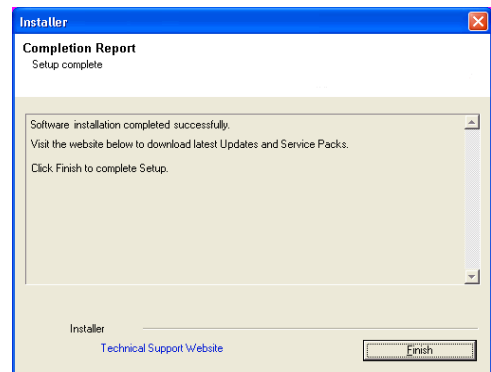 Installer
Completion Report
Setup complete
Software installation completed successfully.
Visit the website below to download latest Updates and Service Packs.
Click Finish to complete Setup.
Installer
Technical Support Website
Finish